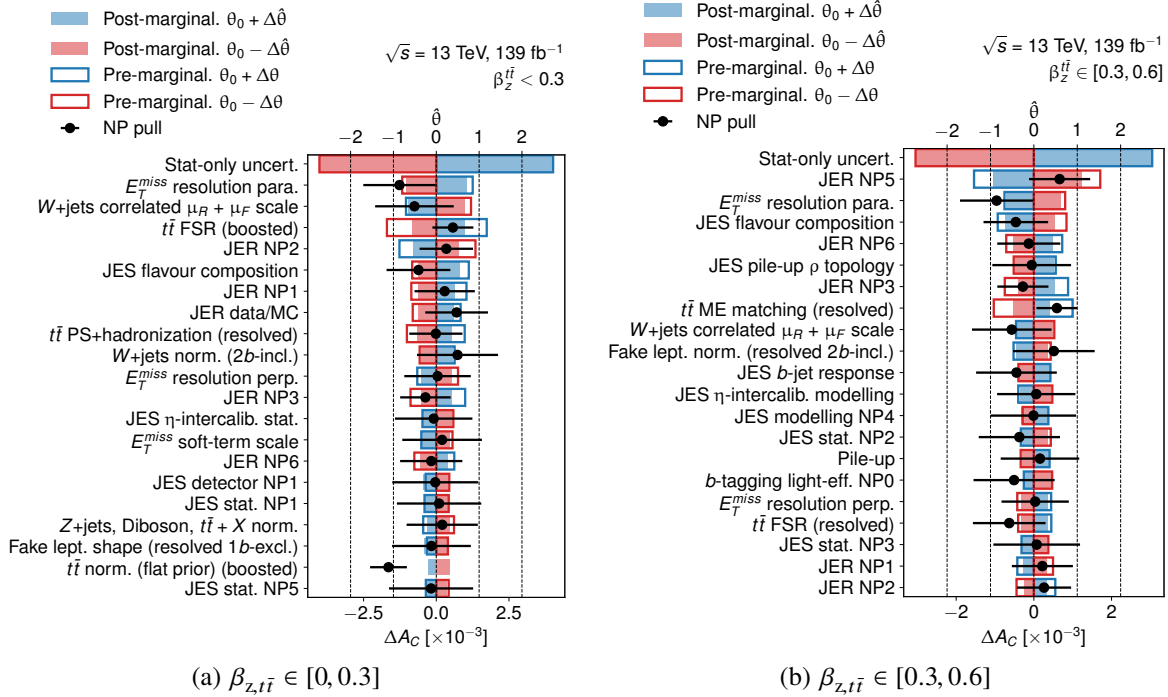 Post-marginal. θ₀ + Δθ̂
Post-marginal. θ₀ − Δθ̂
Pre-marginal. θ₀ + Δθ
Pre-marginal. θ₀ − Δθ
NP pull
√s = 13 TeV, 139 fb⁻¹
β_z^{tt̄} < 0.3
θ̂
−2 −1 0 1 2
Stat-only uncert.
E_T^{miss} resolution para.
W+jets correlated μ_R + μ_F scale
tt̄ FSR (boosted)
JER NP2
JES flavour composition
JER NP1
JER data/MC
tt̄ PS+hadronization (resolved)
W+jets norm. (2b-incl.)
E_T^{miss} resolution perp.
JER NP3
JES η-intercalib. stat.
E_T^{miss} soft-term scale
JER NP6
JES detector NP1
JES stat. NP1
Z+jets, Diboson, tt̄ + X norm.
Fake lept. shape (resolved 1b-excl.)
tt̄ norm. (flat prior) (boosted)
JES stat. NP5
−2.5 0.0 2.5
ΔA_C [×10⁻³]
(a) β_{z,tt̄} ∈ [0, 0.3]
Post-marginal. θ₀ + Δθ̂
Post-marginal. θ₀ − Δθ̂
Pre-marginal. θ₀ + Δθ
Pre-marginal. θ₀ − Δθ
NP pull
√s = 13 TeV, 139 fb⁻¹
β_z^{tt̄} ∈ [0.3, 0.6]
θ̂
−2 −1 0 1 2
Stat-only uncert.
JER NP5
E_T^{miss} resolution para.
JES flavour composition
JER NP6
JES pile-up ρ topology
JER NP3
tt̄ ME matching (resolved)
W+jets correlated μ_R + μ_F scale
Fake lept. norm. (resolved 2b-incl.)
JES b-jet response
JES η-intercalib. modelling
JES modelling NP4
JES stat. NP2
Pile-up
b-tagging light-eff. NP0
E_T^{miss} resolution perp.
tt̄ FSR (resolved)
JES stat. NP3
JER NP1
JER NP2
−2 0 2
ΔA_C [×10⁻³]
(b) β_{z,tt̄} ∈ [0.3, 0.6]